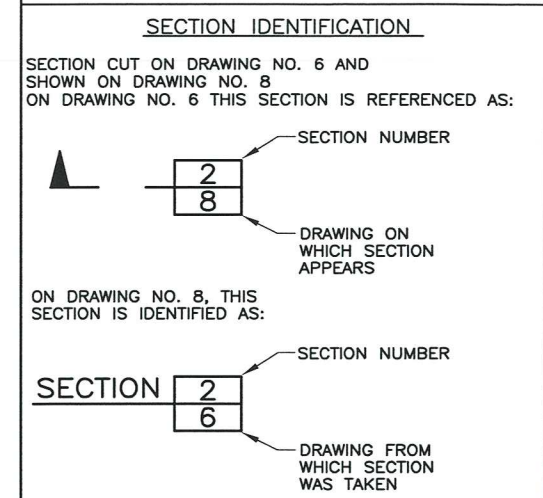 SECTION IDENTIFICATION
SECTION CUT ON DRAWING NO. 6 AND
SHOWN ON DRAWING NO. 8
ON DRAWING NO. 6 THIS SECTION IS REFERENCED AS:
SECTION NUMBER
2
8
DRAWING ON
WHICH SECTION
APPEARS
ON DRAWING NO. 8, THIS
SECTION IS IDENTIFIED AS:
SECTION NUMBER
SECTION 2
6
DRAWING FROM
WHICH SECTION
WAS TAKEN